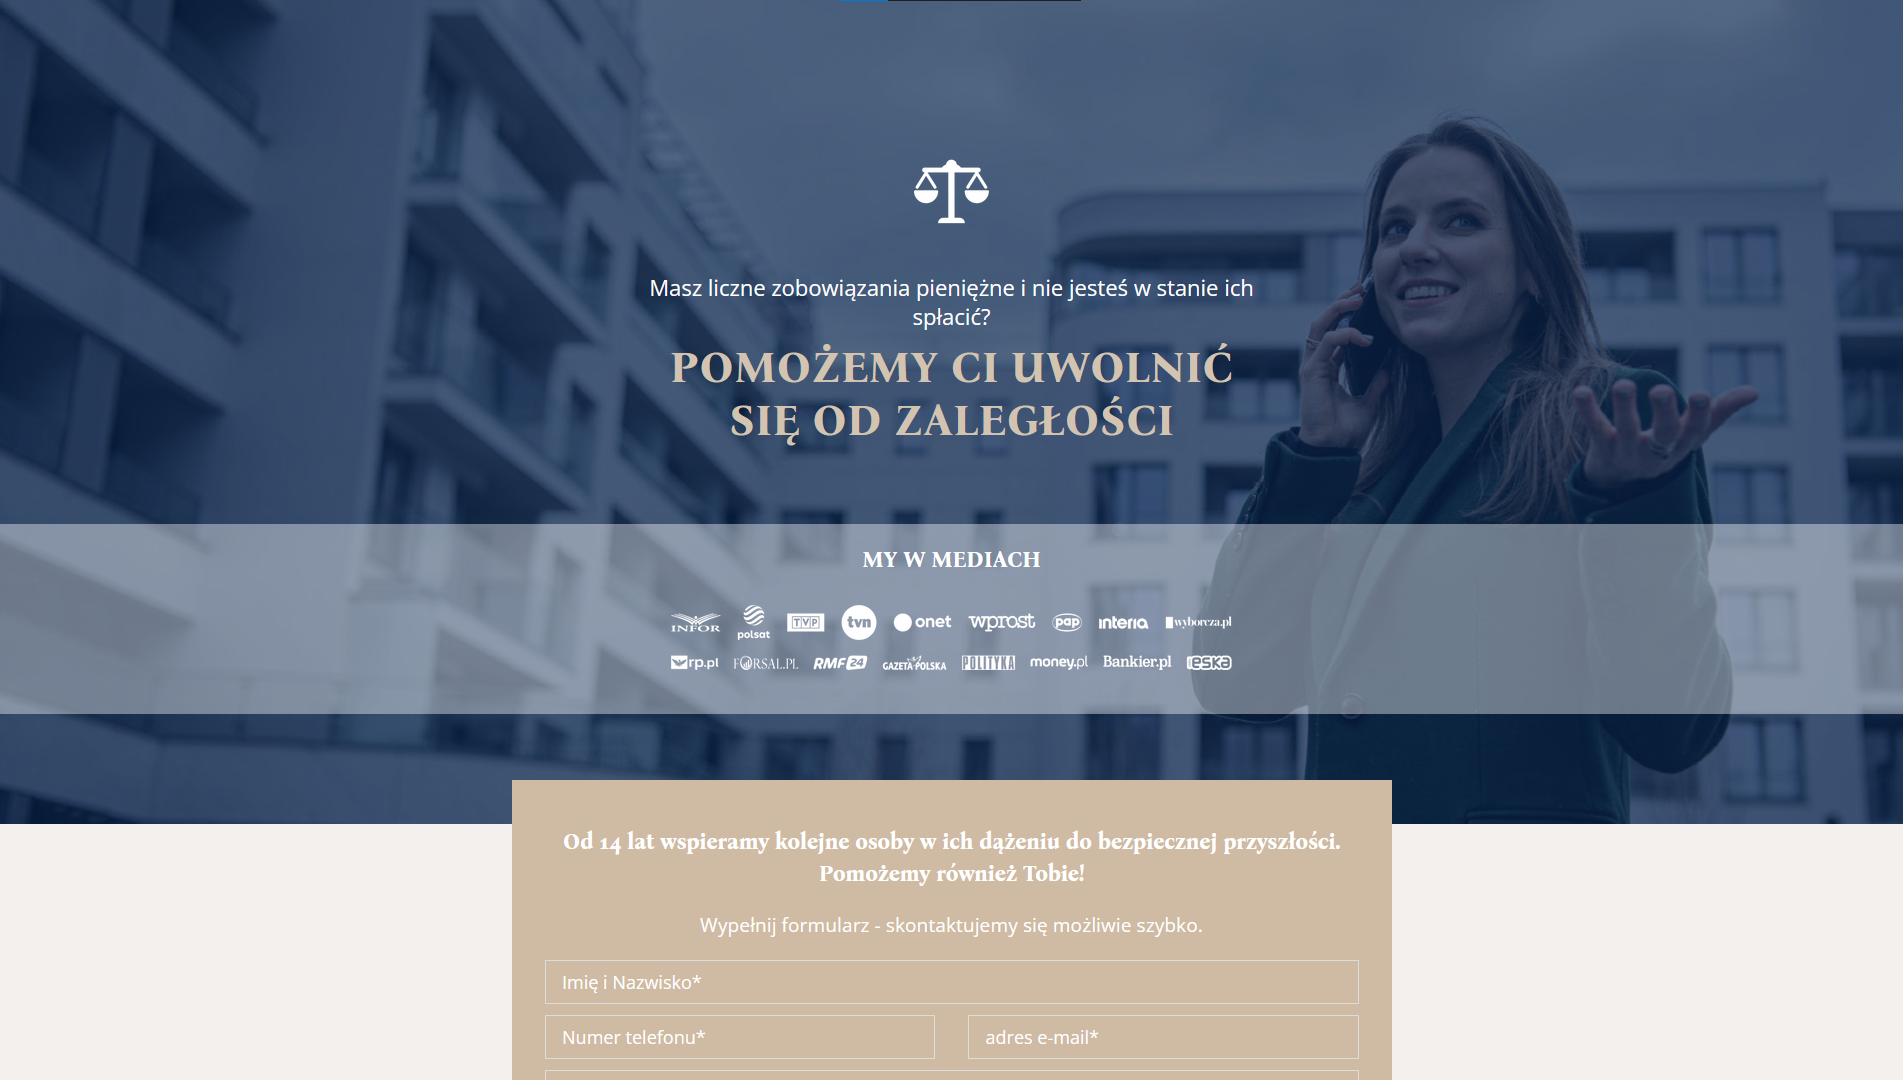 Masz liczne zobowiązania pieniężne i nie jesteś w stanie ich
spłacić?
POMOŻEMY CI UWOLNIĆ
SIĘ OD ZALEGŁOŚCI
MY W MEDIACH
INFOR polsat TVP tvn onet wprost pap interia wyborcza.pl
rp.pl FORSAL.PL RMF24 GAZETA POLSKA POLITYKA money.pl Bankier.pl eska
Od 14 lat wspieramy kolejne osoby w ich dążeniu do bezpiecznej przyszłości.
Pomożemy również Tobie!
Wypełnij formularz - skontaktujemy się możliwie szybko.
Imię i Nazwisko*
Numer telefonu* adres e-mail*